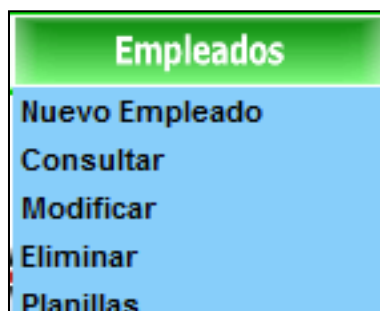 Empleados
Nuevo Empleado
Consultar
Modificar
Eliminar
Planillas